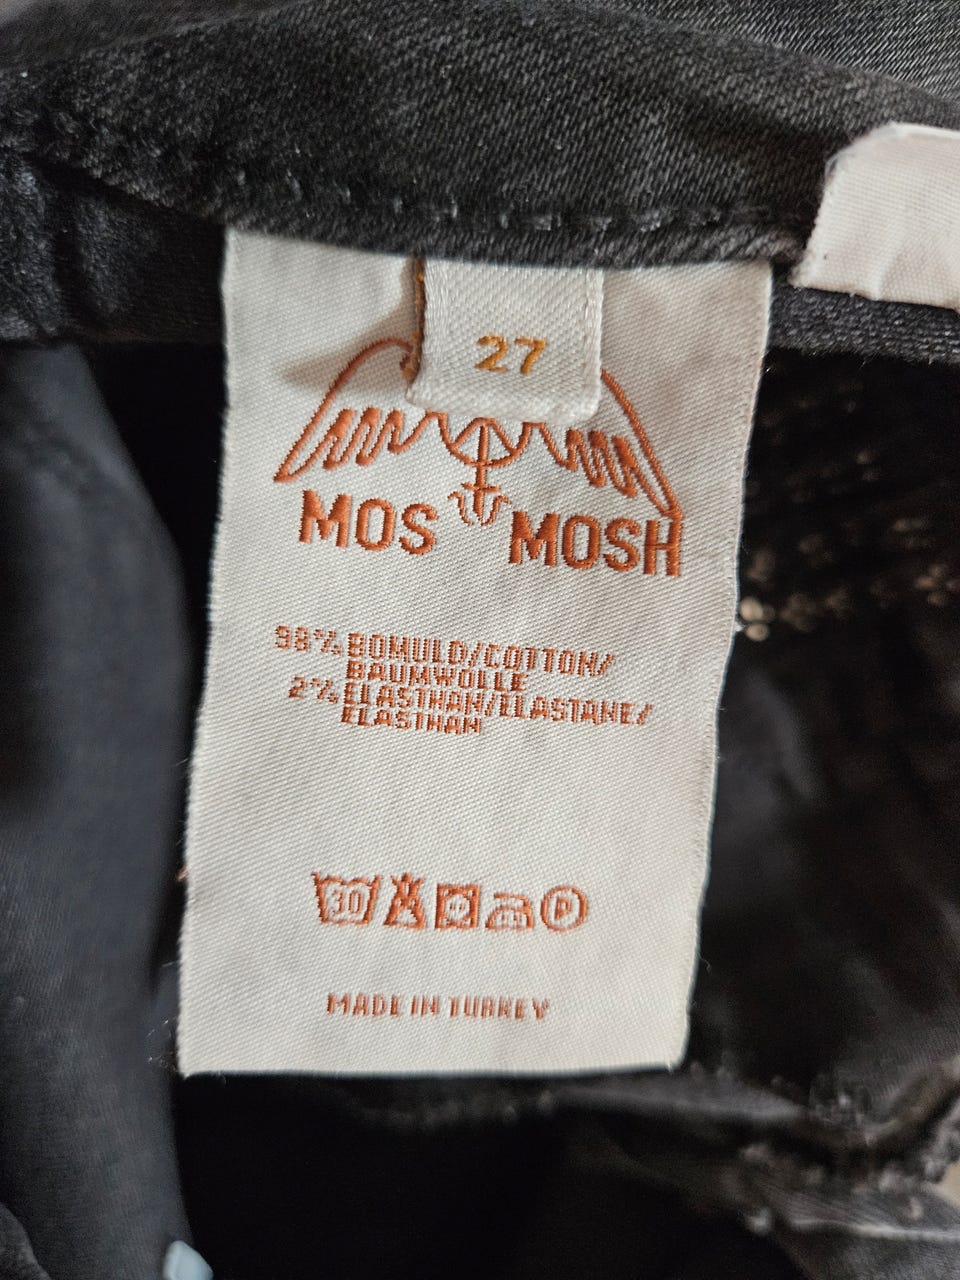 27
MOS MOSH
98% BOMULD/COTTON/
BAUMWOLLE
2% ELASTHAN/ELASTANE/
ELASTHAN
30 P
MADE IN TURKEY